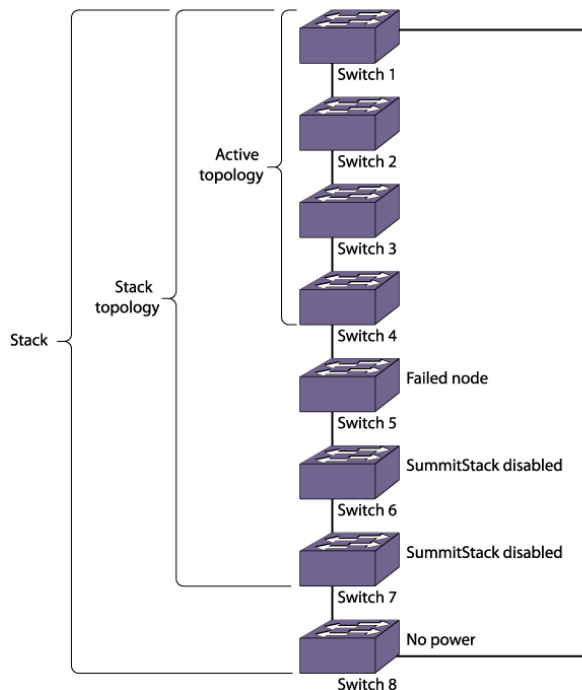 Switch 1
Switch 2
Active
topology
Switch 3
Stack
topology
Stack
Switch 4
Failed node
Switch 5
SummitStack disabled
Switch 6
SummitStack disabled
Switch 7
No power
Switch 8